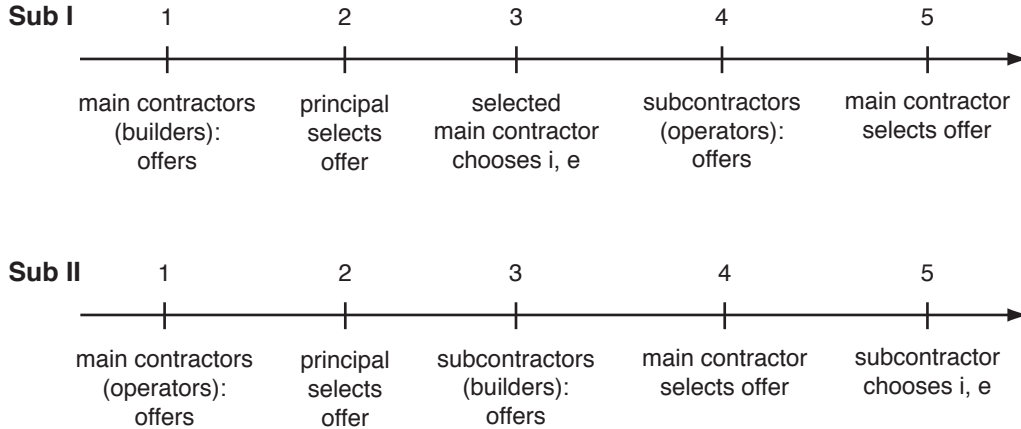 Sub I 1 2 3 4 5
main contractors principal selected subcontractors main contractor
(builders): selects main contractor (operators): selects offer
offers offer chooses i, e offers
Sub II 1 2 3 4 5
main contractors principal subcontractors main contractor subcontractor
(operators): selects (builders): selects offer chooses i, e
offers offer offers